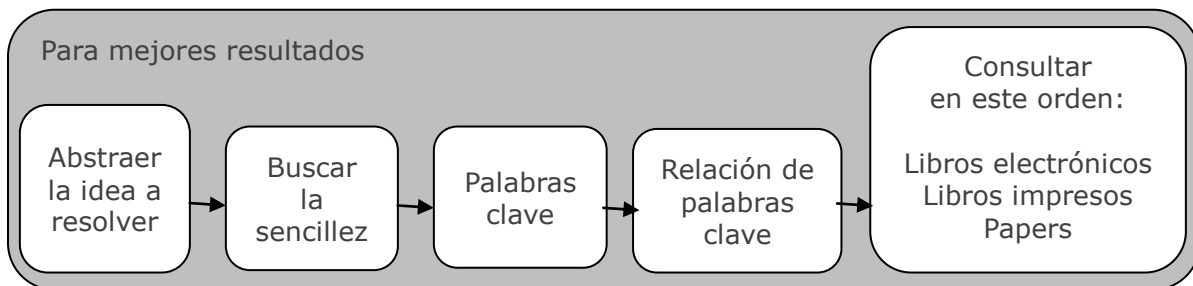 Para mejores resultados
Abstraer
la idea a
resolver
Buscar
la
sencillez
Palabras
clave
Relación de
palabras
clave
Consultar
en este orden:
Libros electrónicos
Libros impresos
Papers